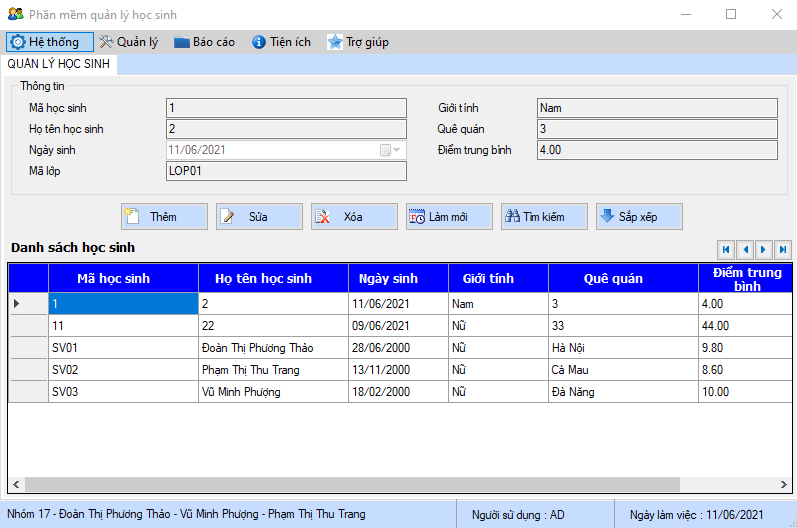 Phần mềm quản lý học sinh
Hệ thống Quản lý Báo cáo Tiện ích Trợ giúp
QUẢN LÝ HỌC SINH
Thông tin
Mã học sinh 1 Giới tính Nam
Họ tên học sinh 2 Quê quán 3
Ngày sinh 11/06/2021 Điểm trung bình 4.00
Mã lớp LOP01
Thêm Sửa Xóa Làm mới Tìm kiếm Sắp xếp
Danh sách học sinh
Mã học sinh Họ tên học sinh Ngày sinh Giới tính Quê quán Điểm trung bình
1 2 11/06/2021 Nam 3 4.00
11 22 09/06/2021 Nữ 33 44.00
SV01 Đoàn Thị Phương Thảo 28/06/2000 Nữ Hà Nội 9.80
SV02 Phạm Thị Thu Trang 13/11/2000 Nữ Cà Mau 8.60
SV03 Vũ Minh Phượng 18/02/2000 Nữ Đà Nẵng 10.00
Nhóm 17 - Đoàn Thị Phương Thảo - Vũ Minh Phượng - Phạm Thị Thu Trang Người sử dụng : AD Ngày làm việc : 11/06/2021